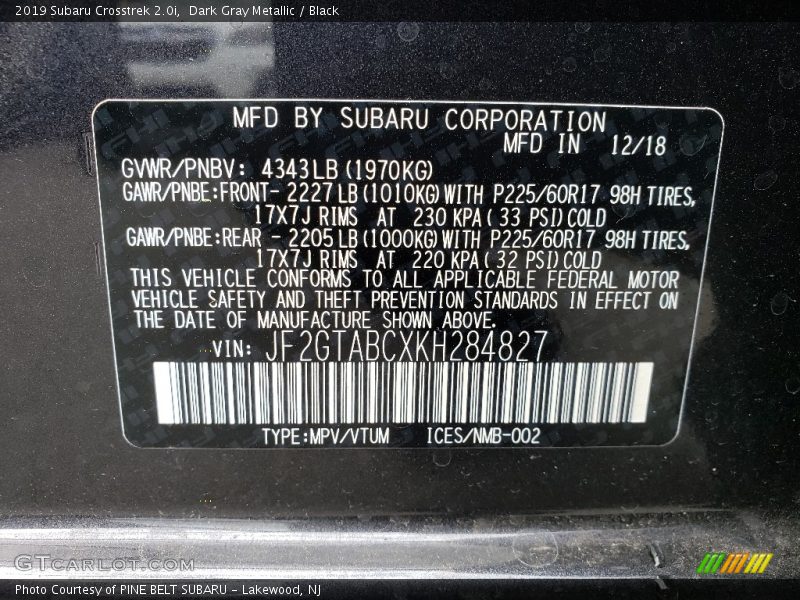 2019 Subaru Crosstrek 2.0i,  Dark Gray Metallic / Black
MFD BY SUBARU CORPORATION
MFD IN 12/18
GVWR/PNBV: 4343LB (1970KG)
GAWR/PNBE:FRONT- 2227LB (1010KG) WITH P225/60R17 98H TIRES,
17X7J RIMS AT 230 KPA ( 33 PSI) COLD
GAWR/PNBE:REAR - 2205LB (1000KG) WITH P225/60R17 98H TIRES,
17X7J RIMS AT 220 KPA ( 32 PSI) COLD
THIS VEHICLE CONFORMS TO ALL APPLICABLE FEDERAL MOTOR
VEHICLE SAFETY AND THEFT PREVENTION STANDARDS IN EFFECT ON
THE DATE OF MANUFACTURE SHOWN ABOVE.
VIN: JF2GTABCXKH284827
TYPE:MPV/VTUM ICES/NMB-002
GTCarLot.com
Photo Courtesy of PINE BELT SUBARU - Lakewood, NJ